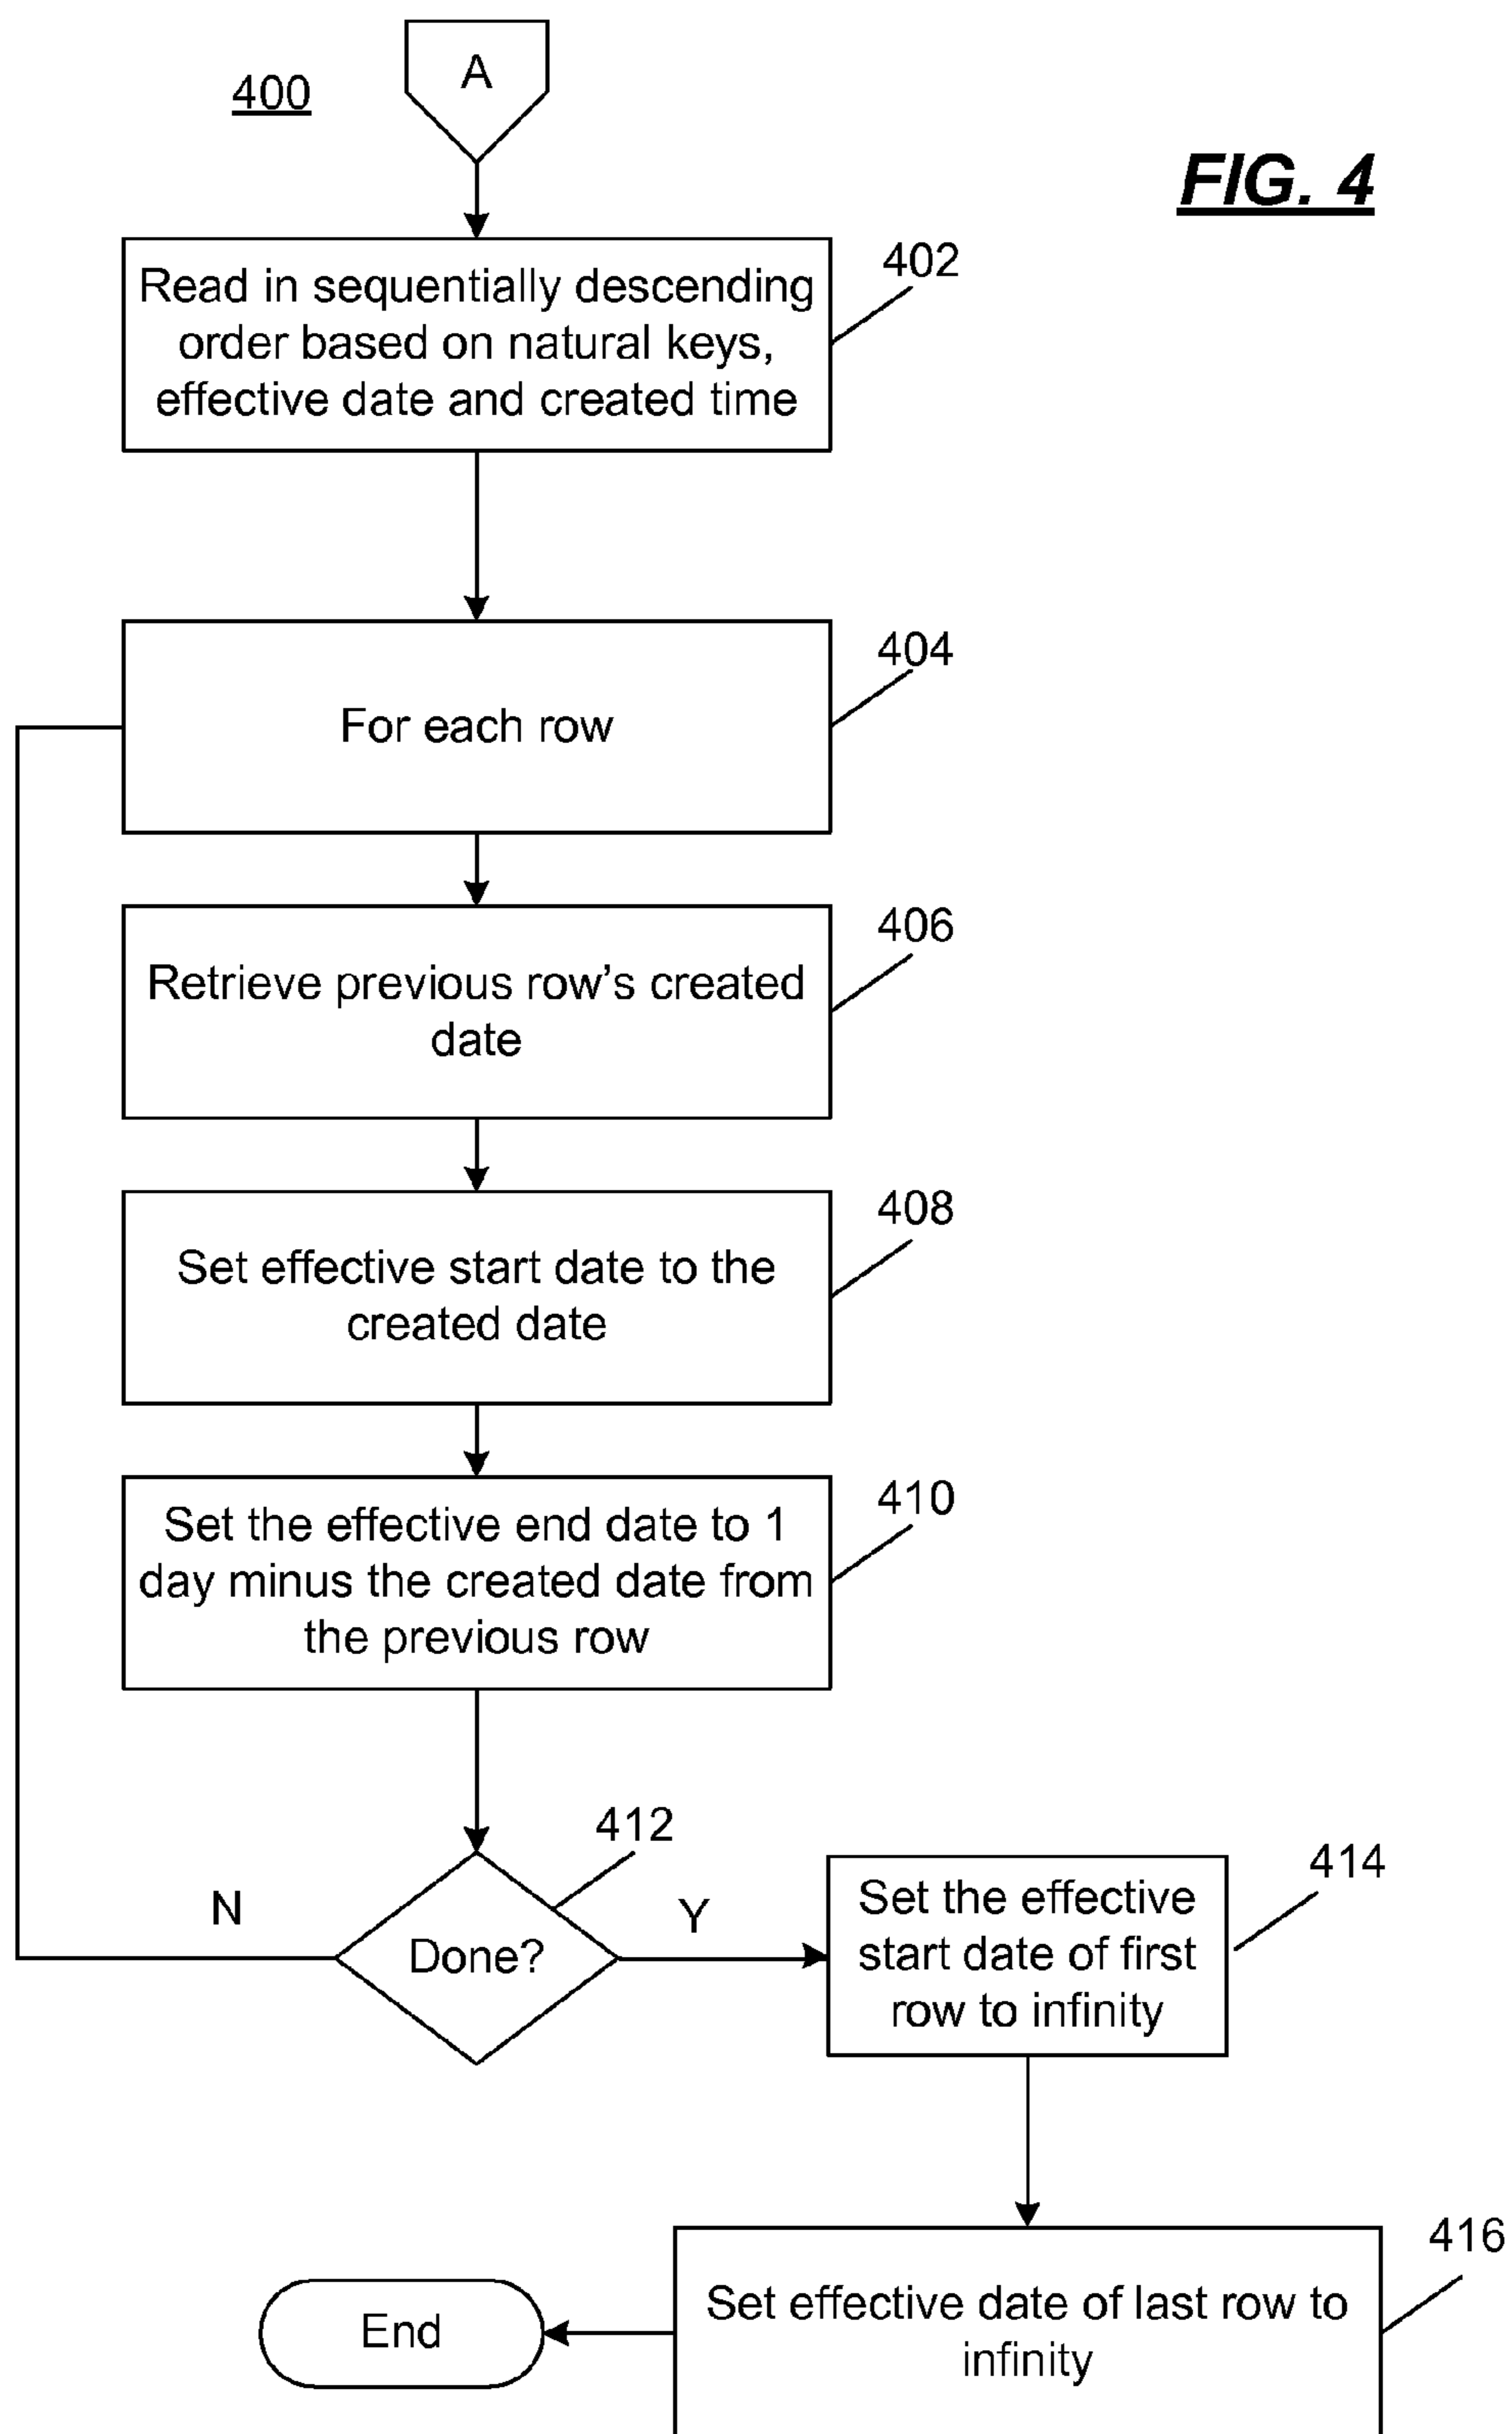 A
400
FIG. 4
402
Read in sequentially descending
order based on natural keys,
effective date and created time
404
For each row
406
Retrieve previous row's created
date
408
Set effective start date to the
created date
410
Set the effective end date to 1
day minus the created date from
the previous row
412
N
Done?
Y
414
Set the effective
start date of first
row to infinity
416
Set effective date of last row to
infinity
End